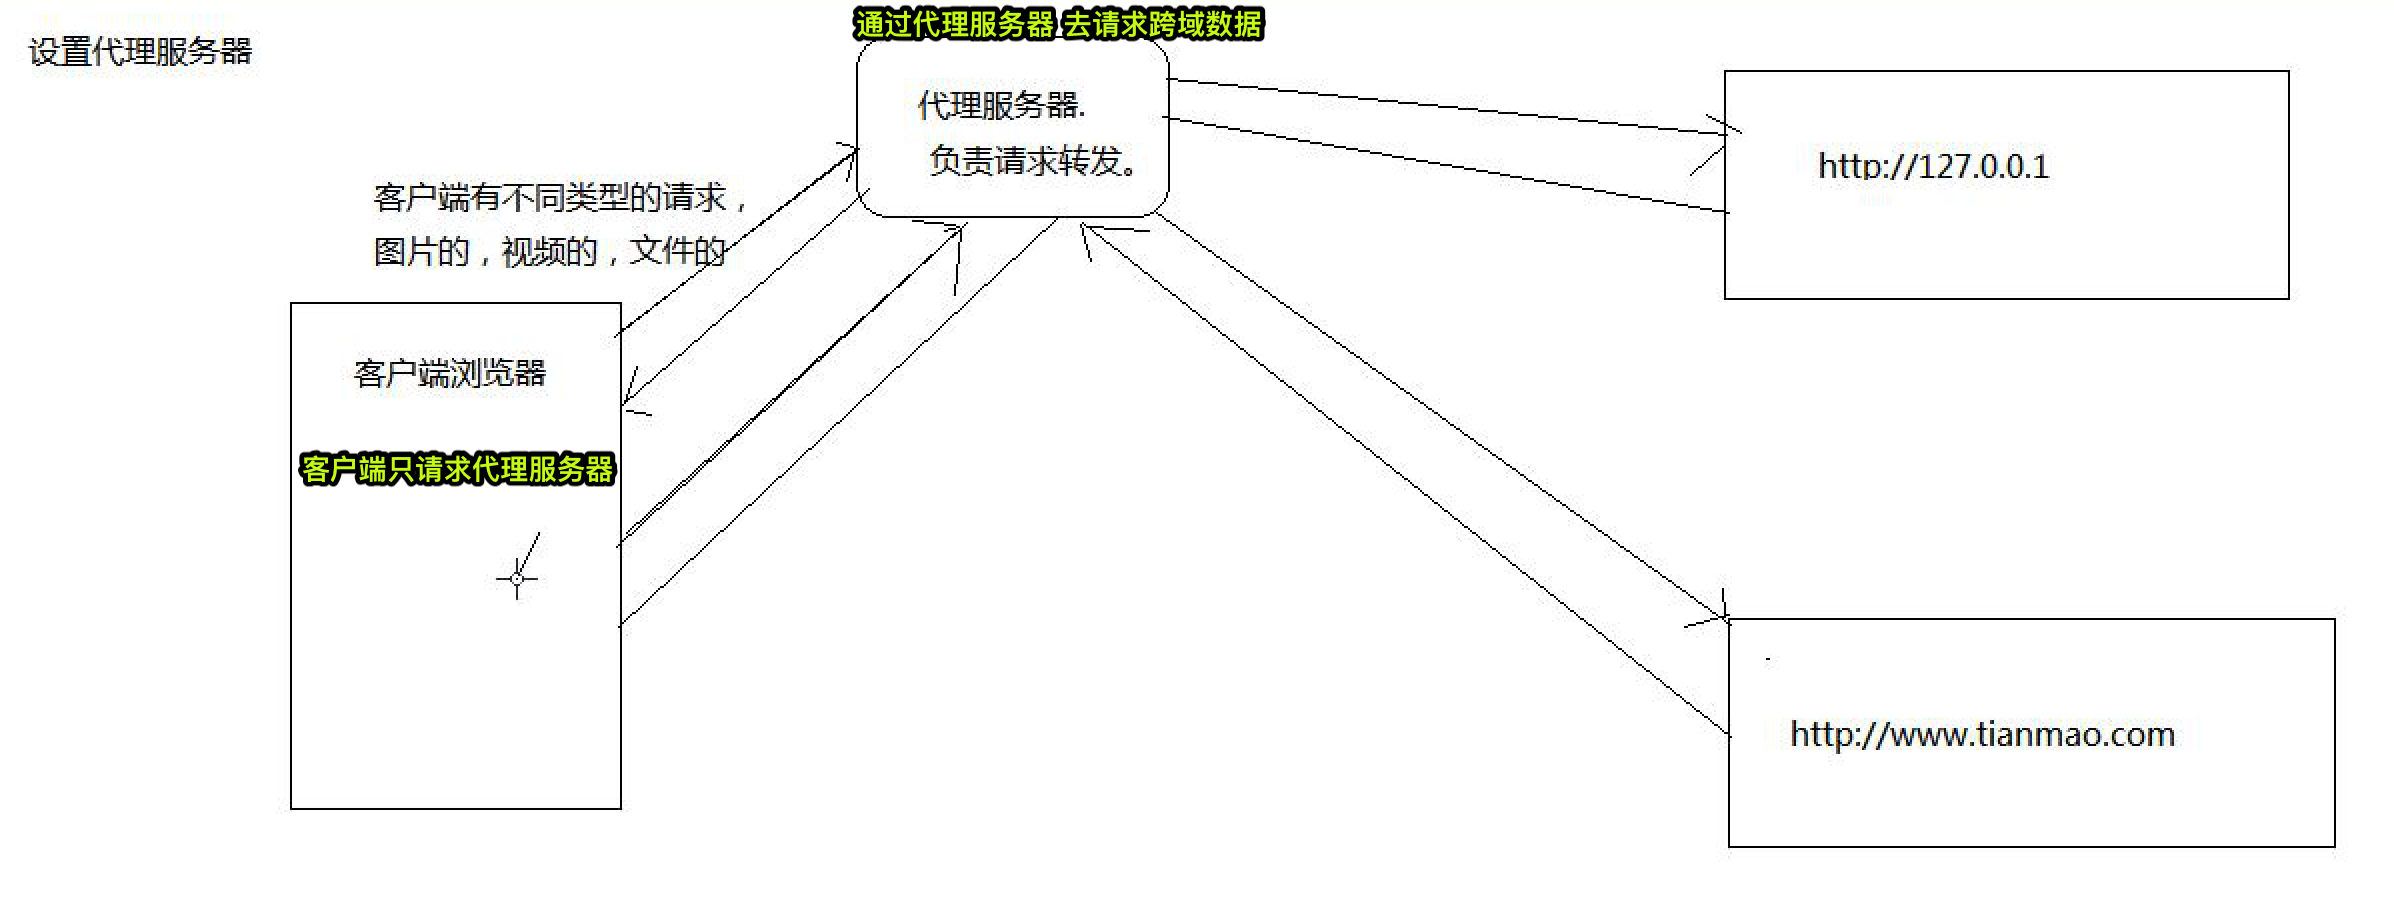 通过代理服务器 去请求跨域数据
设置代理服务器
代理服务器.
负责请求转发。
http://127.0.0.1
客户端有不同类型的请求，
图片的，视频的，文件的
客户端浏览器
客户端只请求代理服务器
http://www.tianmao.com